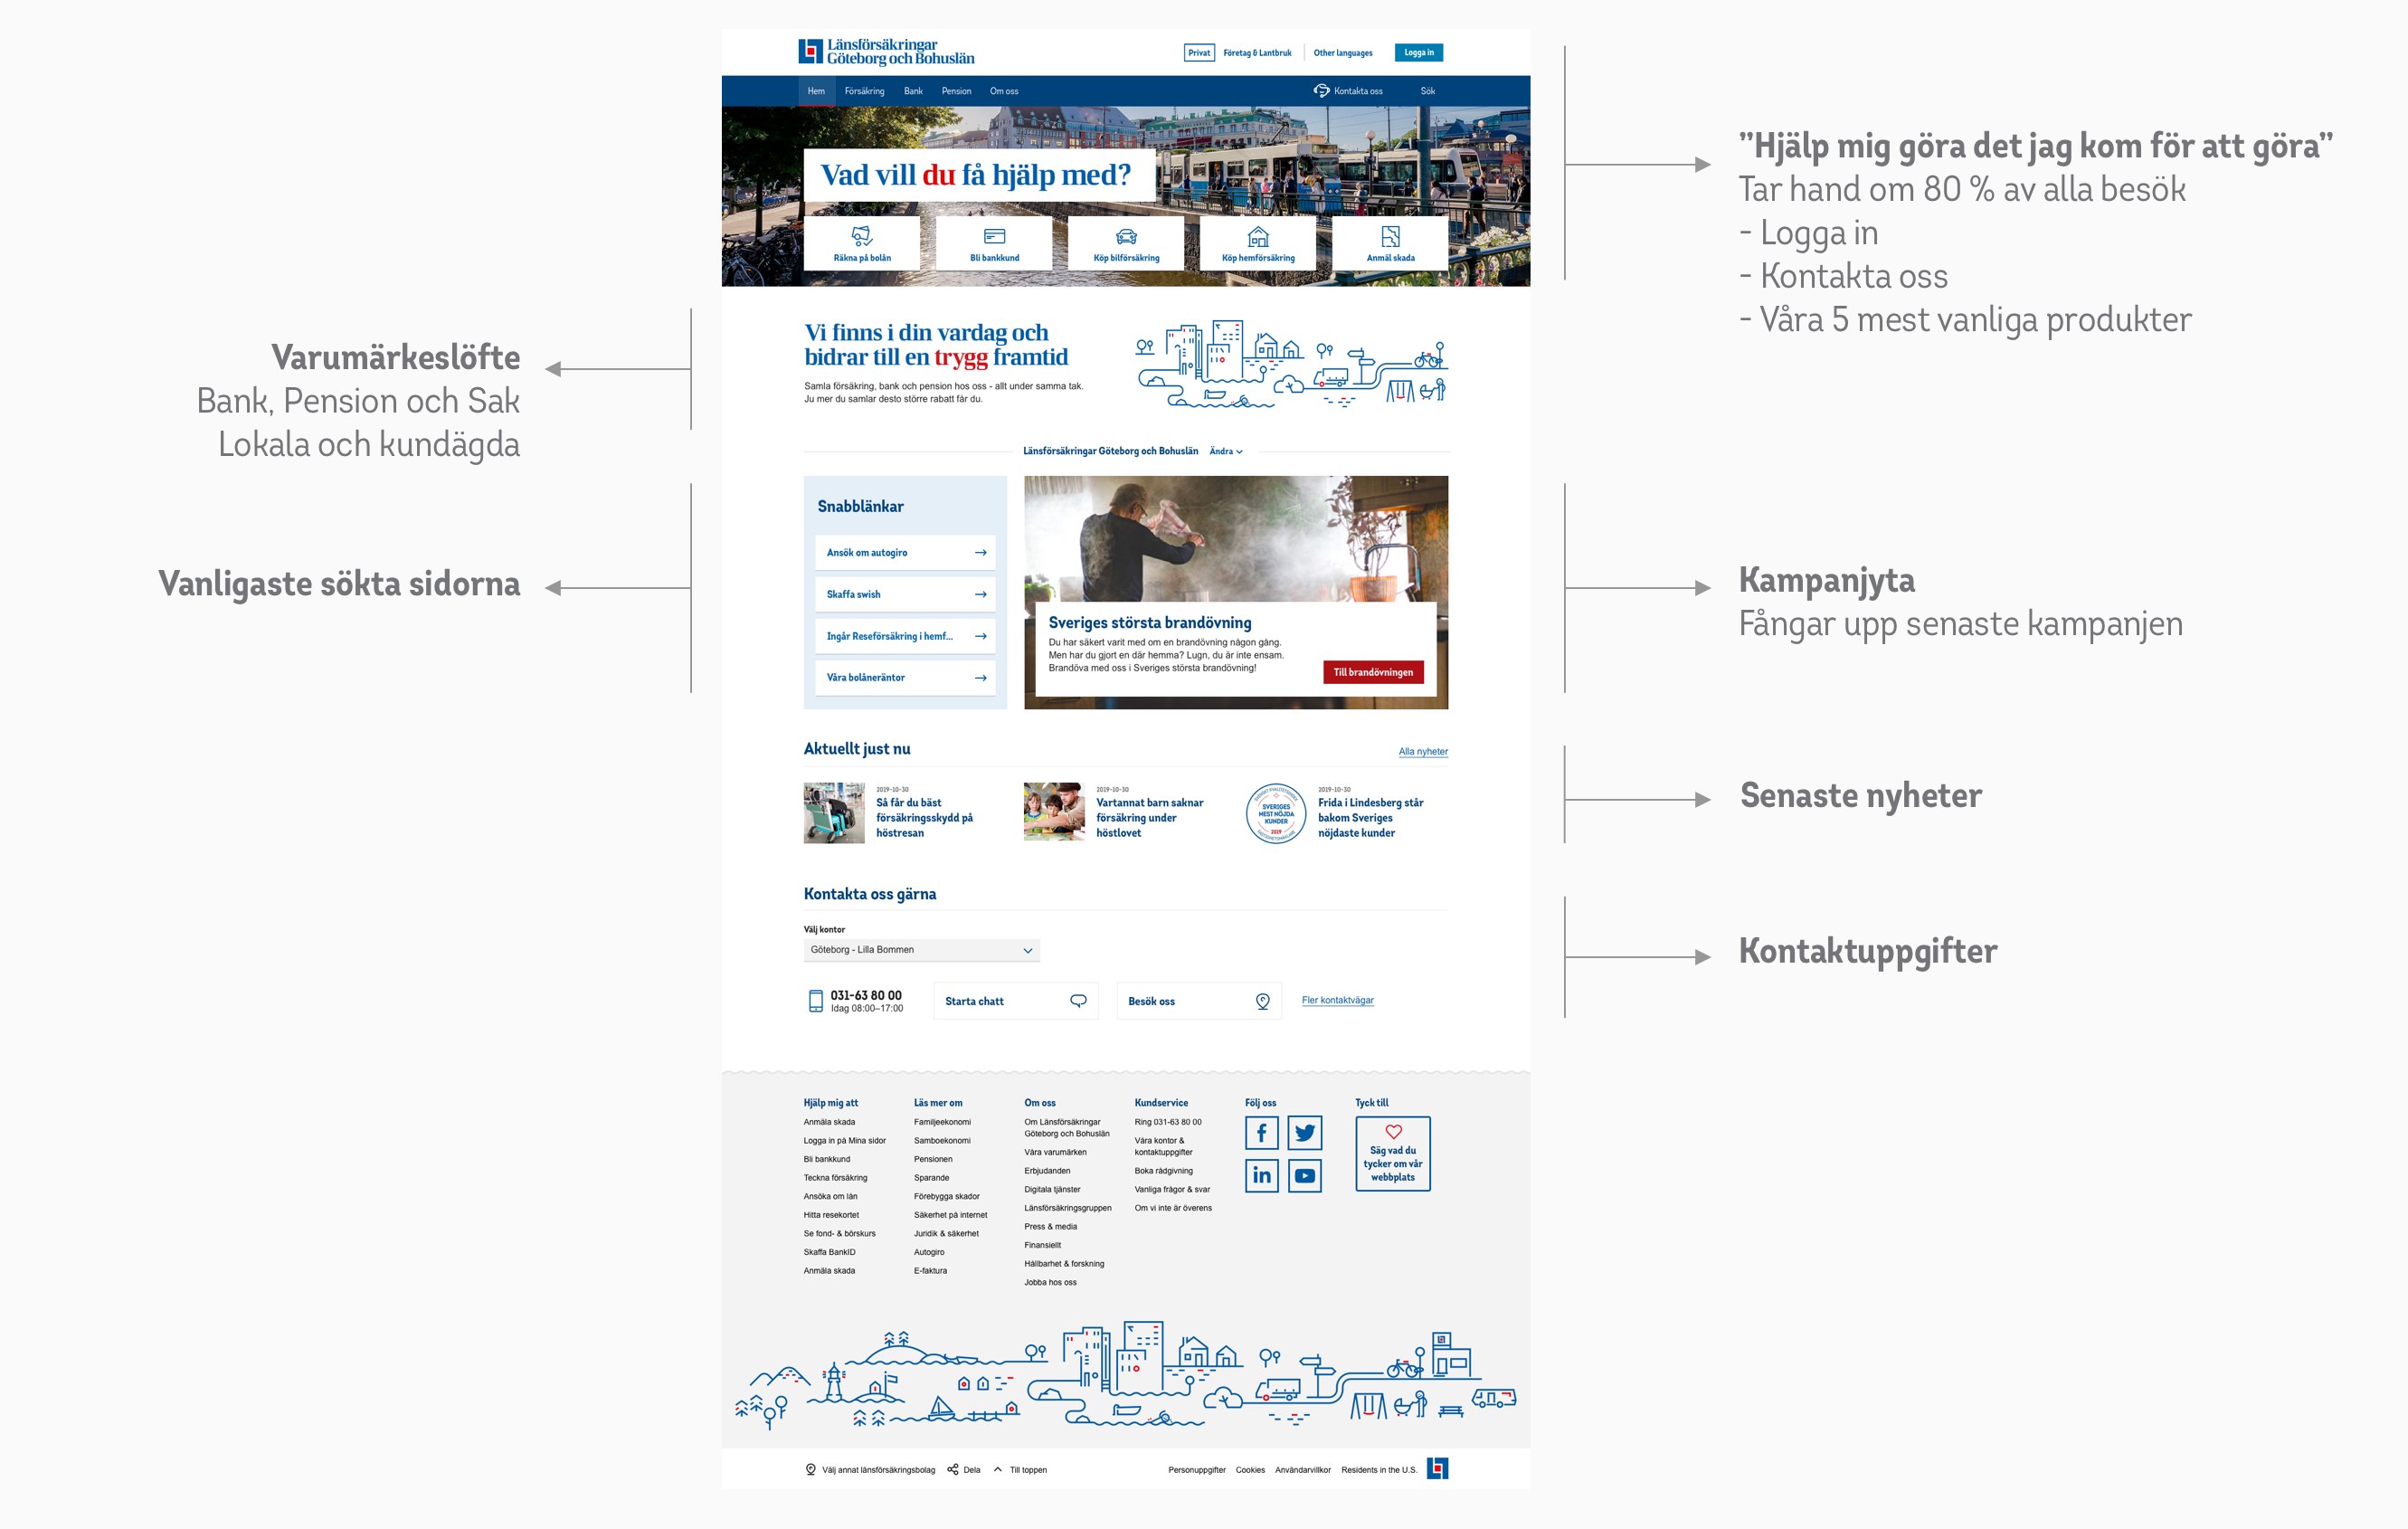 Länsförsäkringar
Göteborg och Bohuslän
Privat
Företag & Lantbruk
Other languages
Logga in
Hem
Försäkring
Bank
Pension
Om oss
Kontakta oss
Sök
Vad vill du få hjälp med?
Räkna på bolån
Bli bankkund
Köp bilförsäkring
Köp hemförsäkring
Anmäl skada
”Hjälp mig göra det jag kom för att göra”
Tar hand om 80 % av alla besök
- Logga in
- Kontakta oss
- Våra 5 mest vanliga produkter
Vi finns i din vardag och
bidrar till en trygg framtid
Samla försäkring, bank och pension hos oss - allt under samma tak.
Ju mer du samlar desto större rabatt får du.
Varumärkeslöfte
Bank, Pension och Sak
Lokala och kundägda
Länsförsäkringar Göteborg och Bohuslän
Ändra
Vanligaste sökta sidorna
Snabblänkar
Ansök om autogiro
Skaffa swish
Ingår Reseförsäkring i hemf...
Våra bolåneräntor
Sveriges största brandövning
Du har säkert varit med om en brandövning någon gång.
Men har du gjort en där hemma? Lugn, du är inte ensam.
Brandöva med oss i Sveriges största brandövning!
Till brandövningen
Kampanjyta
Fångar upp senaste kampanjen
Aktuellt just nu
Alla nyheter
2019-10-30
Så får du bäst
försäkringsskydd på
höstresan
2019-10-30
Vartannat barn saknar
försäkring under
höstlovet
SVERIGES
MEST NÖJDA
KUNDER
2019
2019-10-30
Frida i Lindesberg står
bakom Sveriges
nöjdaste kunder
Senaste nyheter
Kontakta oss gärna
Välj kontor
Göteborg - Lilla Bommen
031-63 80 00
Idag 08:00–17:00
Starta chatt
Besök oss
Fler kontaktvägar
Kontaktuppgifter
Hjälp mig att
Anmäla skada
Logga in på Mina sidor
Bli bankkund
Teckna försäkring
Ansöka om lån
Hitta resekortet
Se fond- & börskurs
Skaffa BankID
Anmäla skada
Läs mer om
Familjeekonomi
Samboekonomi
Pensionen
Sparande
Förebygga skador
Säkerhet på internet
Juridik & säkerhet
Autogiro
E-faktura
Om oss
Om Länsförsäkringar
Göteborg och Bohuslän
Våra varumärken
Erbjudanden
Digitala tjänster
Länsförsäkringsgruppen
Press & media
Finansiellt
Hållbarhet & forskning
Jobba hos oss
Kundservice
Ring 031-63 80 00
Våra kontor &
kontaktuppgifter
Boka rådgivning
Vanliga frågor & svar
Om vi inte är överens
Följ oss
f
in
Tyck till
Säg vad du
tycker om vår
webbplats
Välj annat länsförsäkringsbolag
Dela
Till toppen
Personuppgifter
Cookies
Användarvillkor
Residents in the U.S.